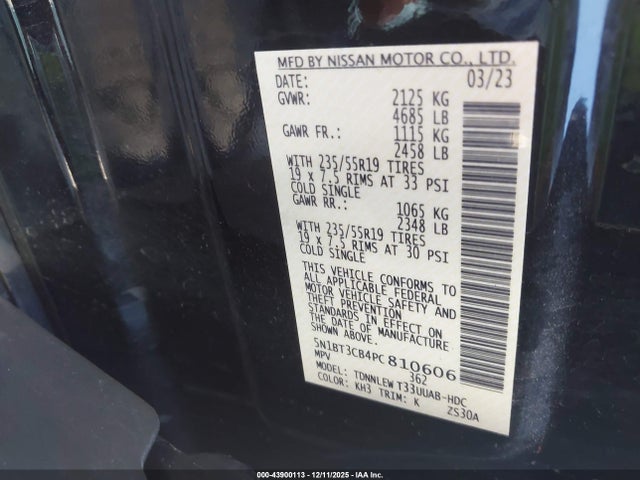 MFD BY NISSAN MOTOR CO., LTD.
DATE: 03/23
GVWR: 2125 KG
4685 LB
GAWR FR.: 1115 KG
2458 LB
WITH 235/55R19 TIRES
19 x 7.5 RIMS AT 33 PSI
COLD SINGLE
GAWR RR.: 1065 KG
2348 LB
WITH 235/55R19 TIRES
19 x 7.5 RIMS AT 30 PSI
COLD SINGLE
THIS VEHICLE CONFORMS TO
ALL APPLICABLE FEDERAL
MOTOR VEHICLE SAFETY AND
THEFT PREVENTION
STANDARDS IN EFFECT ON
THE DATE OF MANUFACTURE
SHOWN ABOVE.
5N1BT3CB4PC 810606
MPV 362
MODEL: TDNNLEW T33UUAB-HDC
COLOR: KH3 TRIM: K ZS30A
000-43900113 - 12/11/2025 - IAA Inc.